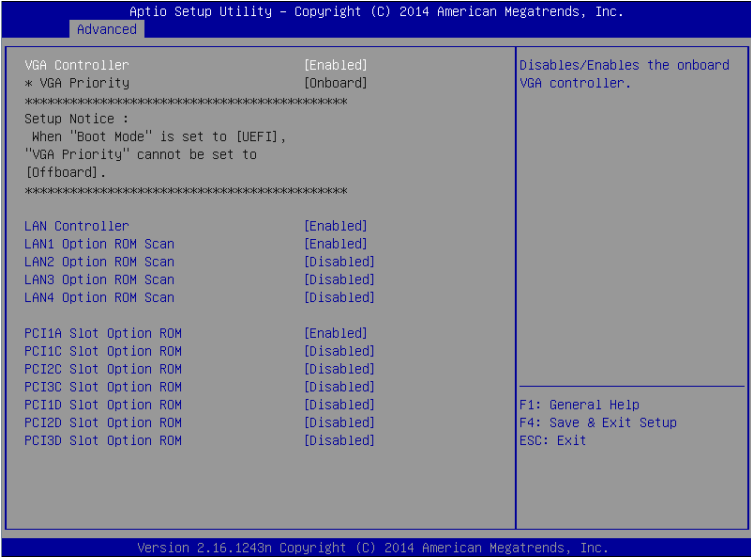 Aptio Setup Utility – Copyright (C) 2014 American Megatrends, Inc.
Advanced
VGA Controller [Enabled]
* VGA Priority [Onboard]
*********************************************
Setup Notice :
When "Boot Mode" is set to [UEFI],
"VGA Priority" cannot be set to
[Offboard].
*********************************************
LAN Controller [Enabled]
LAN1 Option ROM Scan [Enabled]
LAN2 Option ROM Scan [Disabled]
LAN3 Option ROM Scan [Disabled]
LAN4 Option ROM Scan [Disabled]
PCI1A Slot Option ROM [Enabled]
PCI1C Slot Option ROM [Disabled]
PCI2C Slot Option ROM [Disabled]
PCI3C Slot Option ROM [Disabled]
PCI1D Slot Option ROM [Disabled]
PCI2D Slot Option ROM [Disabled]
PCI3D Slot Option ROM [Disabled]
Disables/Enables the onboard
VGA controller.
F1: General Help
F4: Save & Exit Setup
ESC: Exit
Version 2.16.1243n Copyright (C) 2014 American Megatrends, Inc.